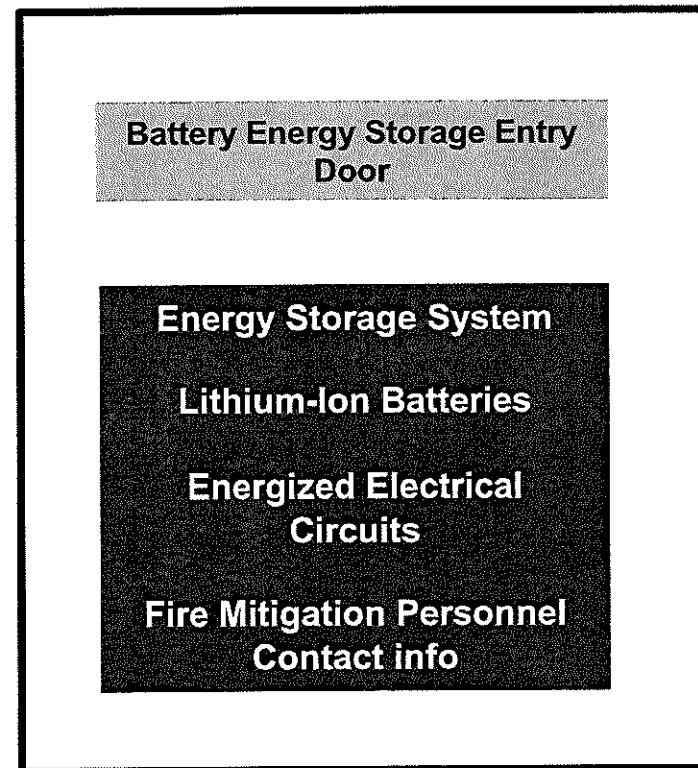 Battery Energy Storage Entry
Door
Energy Storage System
Lithium-Ion Batteries
Energized Electrical
Circuits
Fire Mitigation Personnel
Contact info